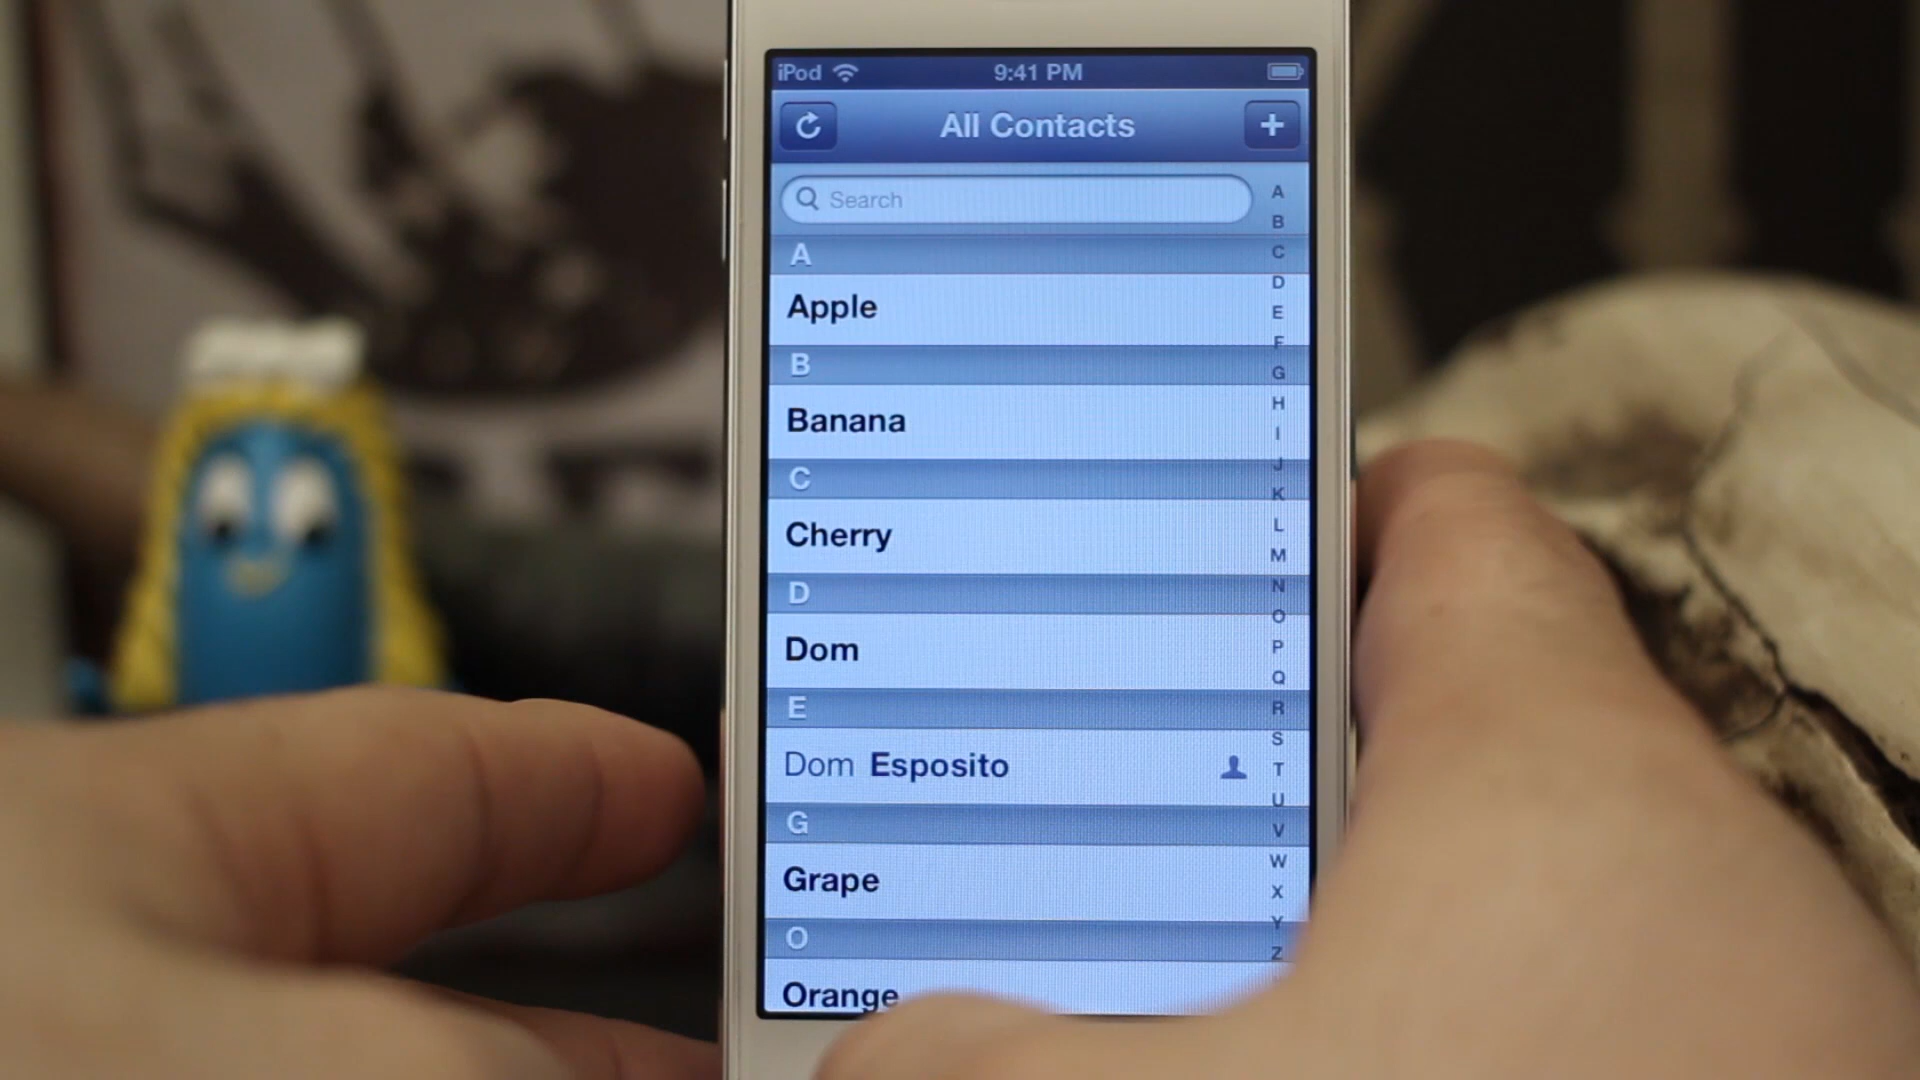 iPod 9:41 PM
All Contacts +
Search
A
Apple
B
Banana
C
Cherry
D
Dom
E
Dom Esposito
G
Grape
O
Orange
A
B
C
D
E
F
G
H
I
J
K
L
M
N
O
P
Q
R
S
T
U
V
W
X
Y
Z